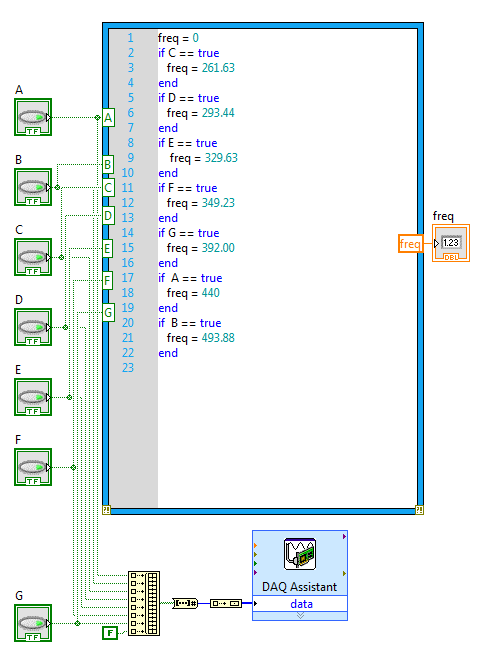 A
TF
B
TF
C
TF
D
TF
E
TF
F
TF
G
TF
A
B
C
D
E
F
G
1 freq = 0
2 if C == true
3 freq = 261.63
4 end
5 if D == true
6 freq = 293.44
7 end
8 if E == true
9 freq = 329.63
10 end
11 if F == true
12 freq = 349.23
13 end
14 if G == true
15 freq = 392.00
16 end
17 if A == true
18 freq = 440
19 end
20 if B == true
21 freq = 493.88
22 end
23
freq
freq
1.23
DBL
?!
?!
F
[···]#
DAQ Assistant
data